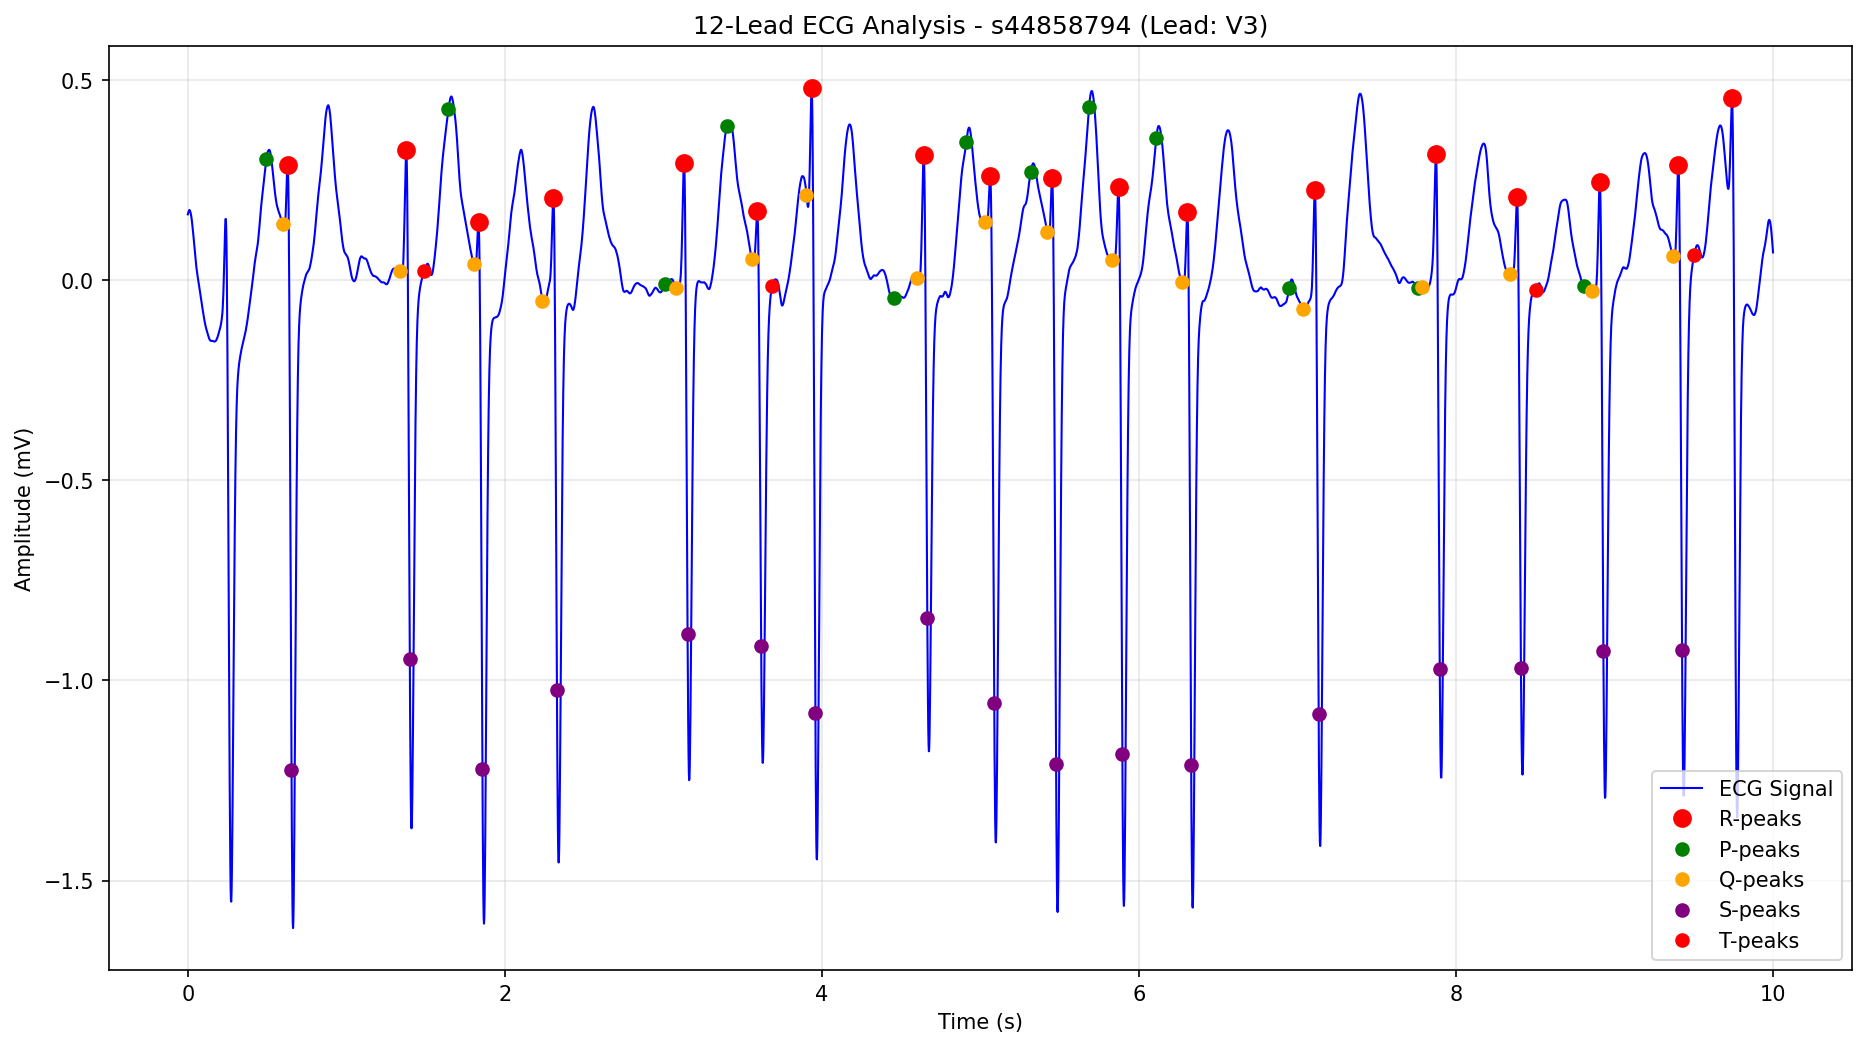 12-Lead ECG Analysis - s44858794 (Lead: V3)
Amplitude (mV)
0.5
0.0
−0.5
−1.0
−1.5
0
2
4
6
8
10
Time (s)
ECG Signal
R-peaks
P-peaks
Q-peaks
S-peaks
T-peaks